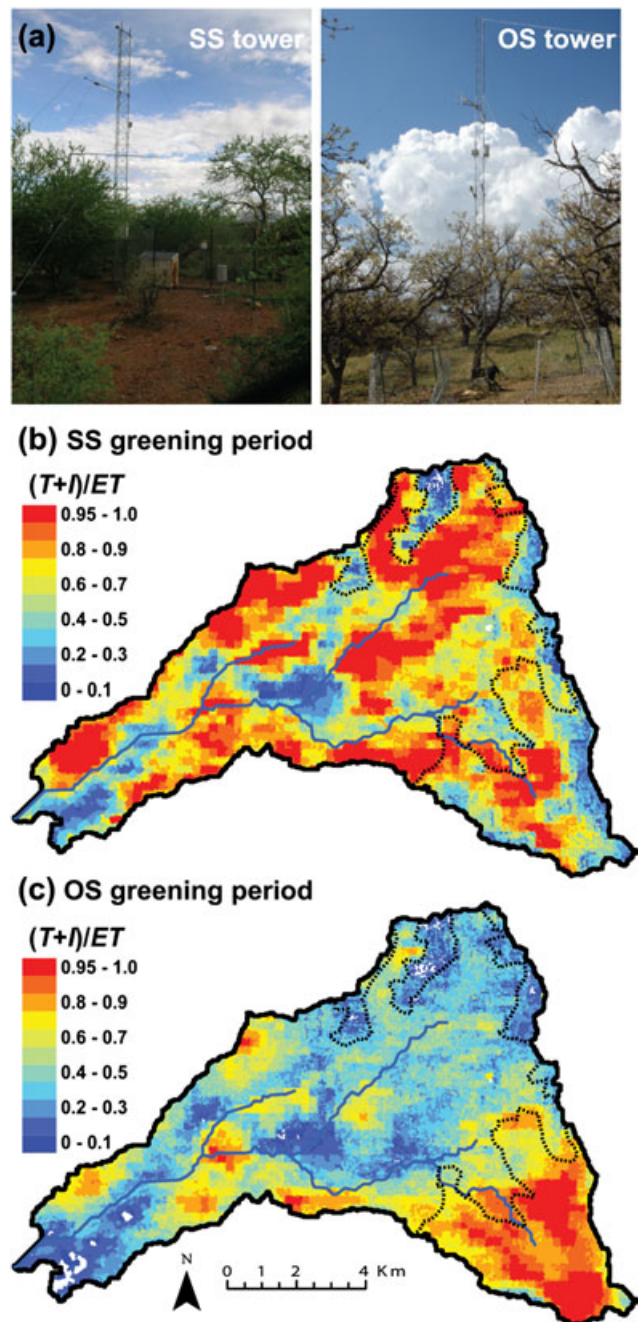 (a) SS tower OS tower
(b) SS greening period
(T+I)/ET
0.95 - 1.0
0.8 - 0.9
0.6 - 0.7
0.4 - 0.5
0.2 - 0.3
0 - 0.1
(c) OS greening period
(T+I)/ET
0.95 - 1.0
0.8 - 0.9
0.6 - 0.7
0.4 - 0.5
0.2 - 0.3
0 - 0.1
N
0 1 2 4 Km